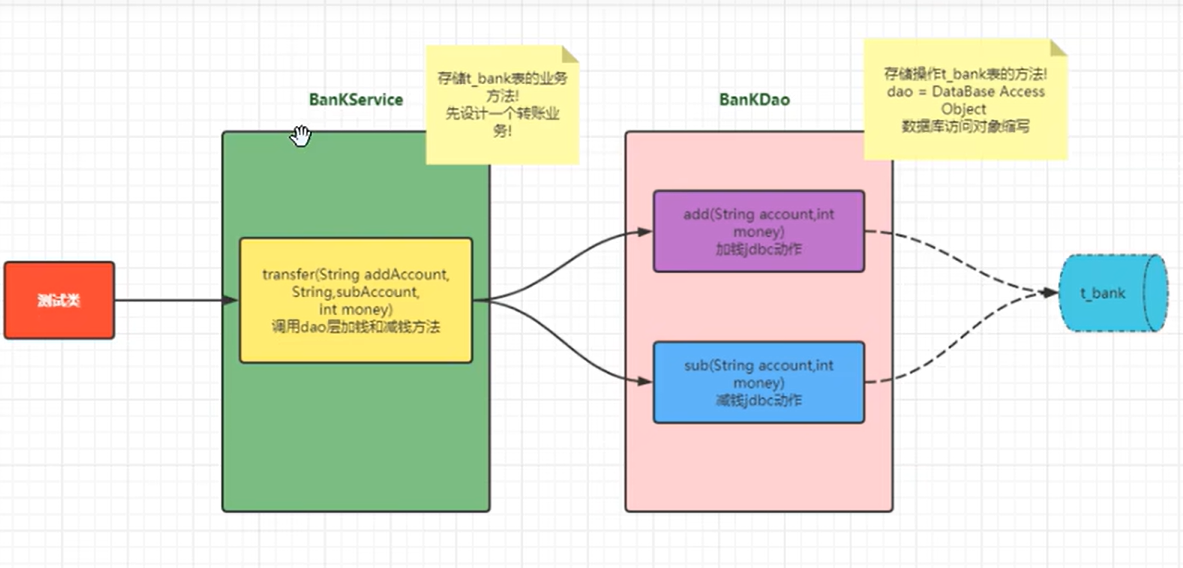 存储t_bank表的业务
方法!
先设计一个转账业
务!
存储操作t_bank表的方法!
dao = DataBase Access
Object
数据库访问对象缩写
BanKService
BanKDao
测试类
transfer(String addAccount,
String,subAccount,
int money)
调用dao层加钱和减钱方法
add(String account,int
money)
加钱jdbc动作
sub(String account,int
money)
减钱jdbc动作
t_bank